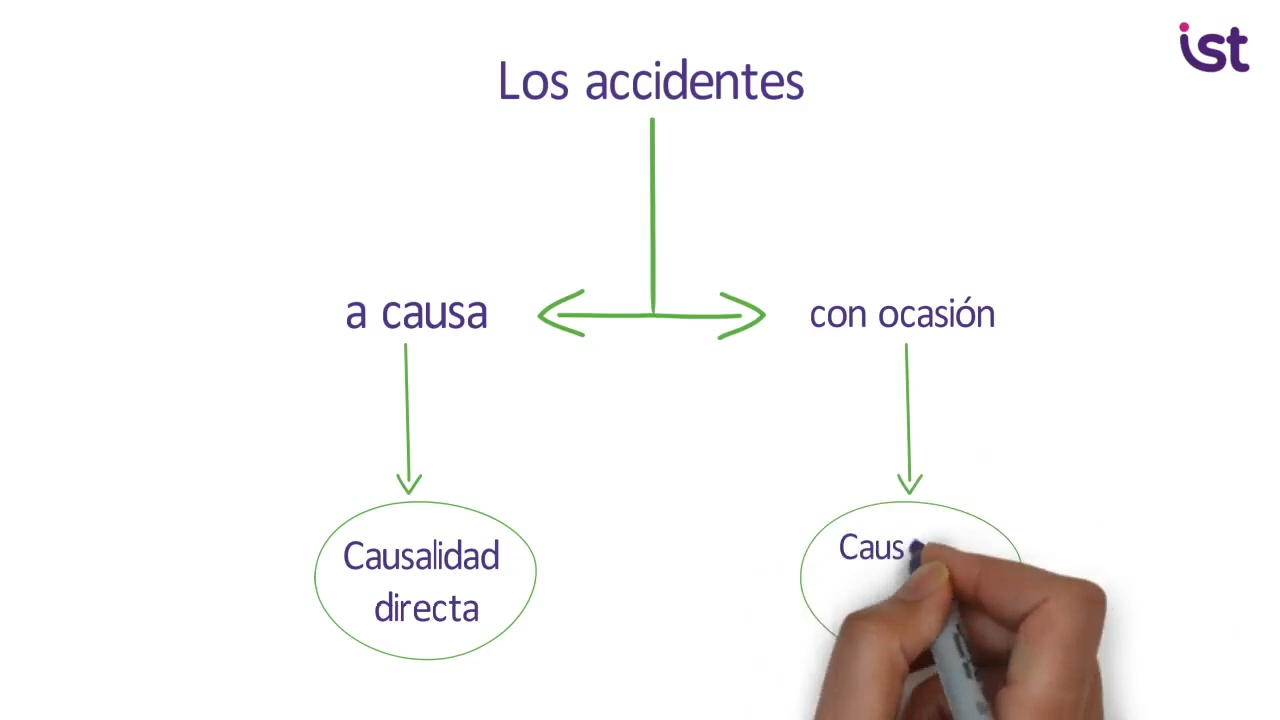 ist
Los accidentes
a causa
con ocasión
Causalidad
directa
Caus